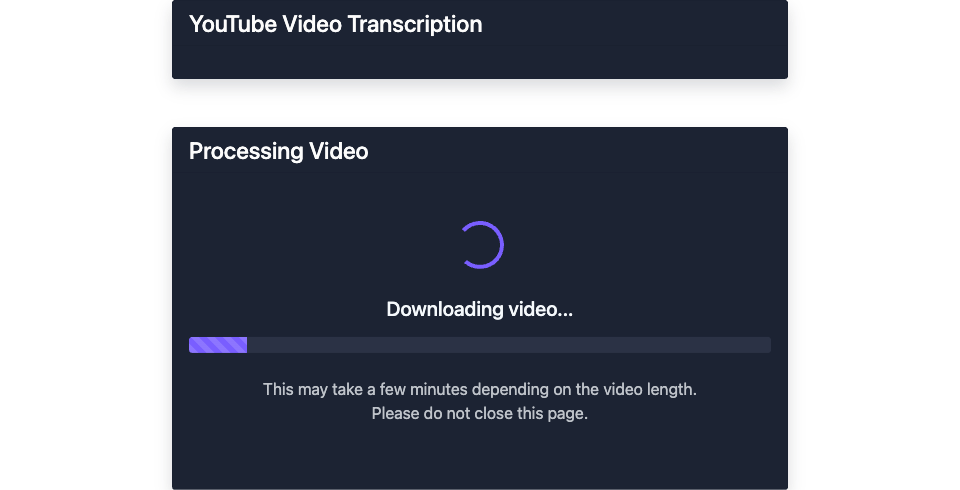 YouTube Video Transcription
Processing Video
Downloading video...
This may take a few minutes depending on the video length.
Please do not close this page.